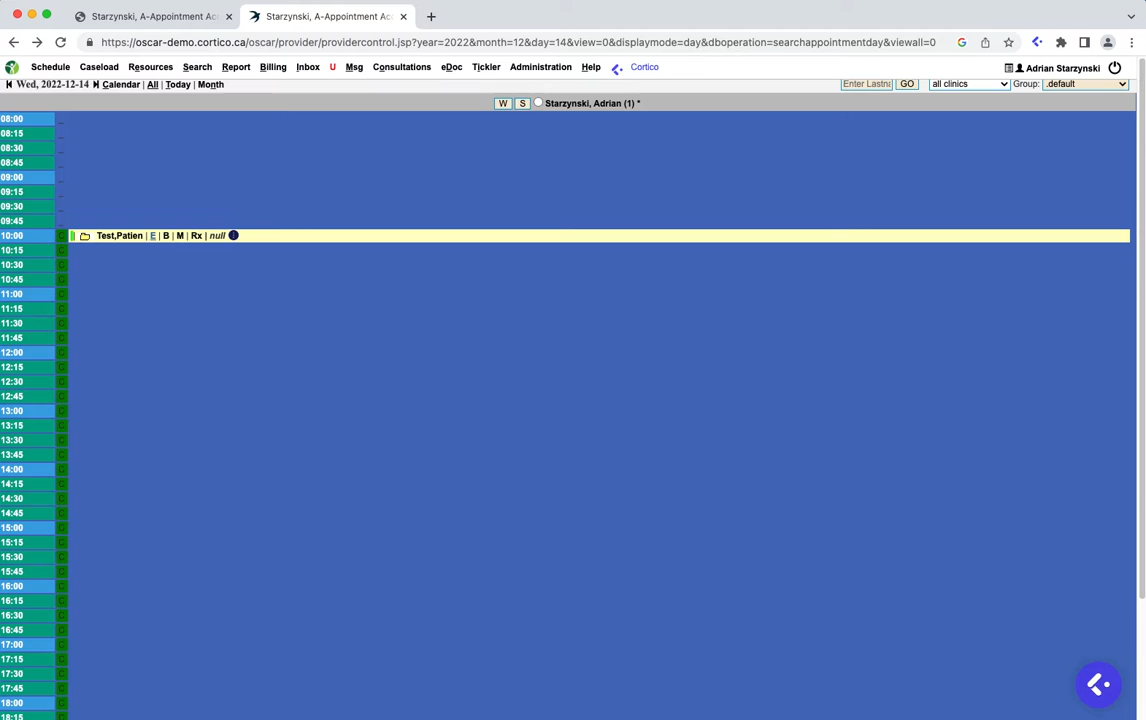 Starzynski, A-Appointment Acc
Starzynski, A-Appointment Acc
https://oscar-demo.cortico.ca/oscar/provider/providercontrol.jsp?year=2022&month=12&day=14&view=0&displaymode=day&dboperation=searchappointmentday&viewall=0
Schedule Caseload Resources Search Report Billing Inbox U Msg Consultations eDoc Tickler Administration Help Cortico Adrian Starzynski
Wed, 2022-12-14 Calendar | All | Today | Month Enter Lastna GO all clinics Group: .default
W S Starzynski, Adrian (1) *
08:00
08:15
08:30
08:45
09:00
09:15
09:30
09:45
10:00 C Test,Patien | E | B | M | Rx | null
10:15 C
10:30 C
10:45 C
11:00 C
11:15 C
11:30 C
11:45 C
12:00 C
12:15 C
12:30 C
12:45 C
13:00 C
13:15 C
13:30 C
13:45 C
14:00 C
14:15 C
14:30 C
14:45 C
15:00 C
15:15 C
15:30 C
15:45 C
16:00 C
16:15 C
16:30 C
16:45 C
17:00 C
17:15 C
17:30 C
17:45 C
18:00 C
18:15 C